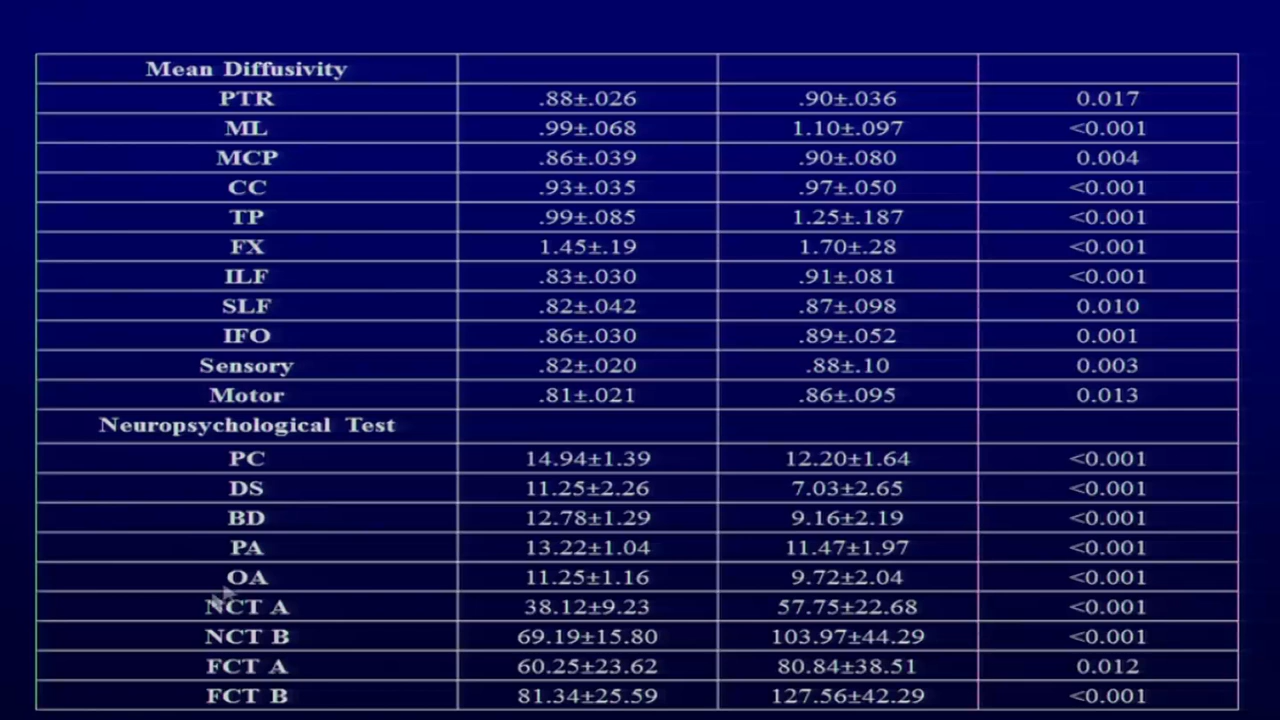 Mean Diffusivity
PTR .88±.026 .90±.036 0.017
ML .99±.068 1.10±.097 <0.001
MCP .86±.039 .90±.080 0.004
CC .93±.035 .97±.050 <0.001
TP .99±.085 1.25±.187 <0.001
FX 1.45±.19 1.70±.28 <0.001
ILF .83±.030 .91±.081 <0.001
SLF .82±.042 .87±.098 0.010
IFO .86±.030 .89±.052 0.001
Sensory .82±.020 .88±.10 0.003
Motor .81±.021 .86±.095 0.013
Neuropsychological Test
PC 14.94±1.39 12.20±1.64 <0.001
DS 11.25±2.26 7.03±2.65 <0.001
BD 12.78±1.29 9.16±2.19 <0.001
PA 13.22±1.04 11.47±1.97 <0.001
OA 11.25±1.16 9.72±2.04 <0.001
NCT A 38.12±9.23 57.75±22.68 <0.001
NCT B 69.19±15.80 103.97±44.29 <0.001
FCT A 60.25±23.62 80.84±38.51 0.012
FCT B 81.34±25.59 127.56±42.29 <0.001